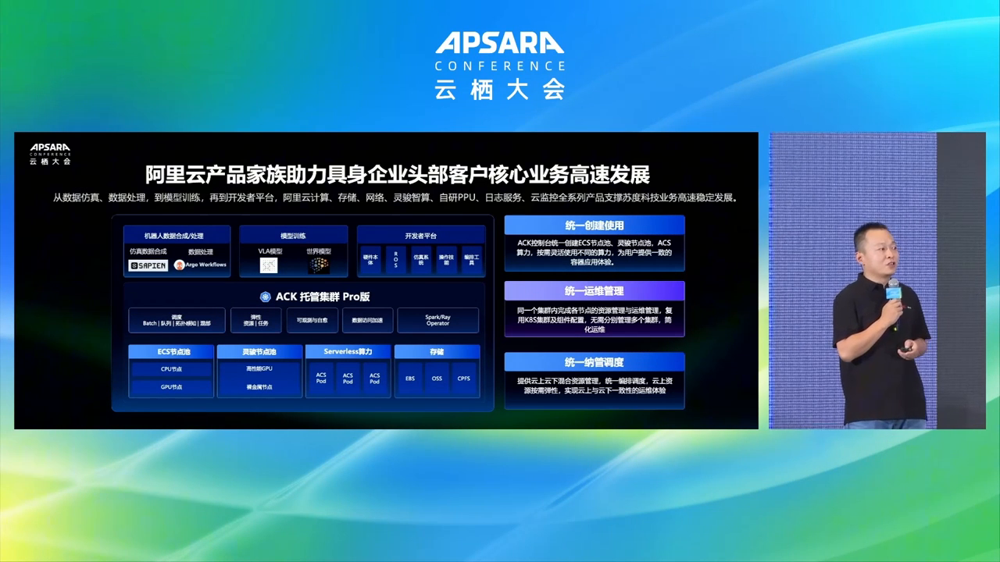 APSARA
CONFERENCE
云栖大会
APSARA
CONFERENCE
云栖大会
阿里云产品家族助力具身企业头部客户核心业务高速发展
从数据仿真、数据处理，到模型训练，再到开发者平台，阿里云计算、存储、网络、灵骏智算、自研PPU、日志服务、云监控全系列产品支撑苏度科技业务高速稳定发展。
机器人数据合成/处理
仿真数据合成
数据处理
SAPIEN
Argo Workflows
模型训练
VLA模型
世界模型
开发者平台
硬件本体
ROS
仿真系统
操作技能
编排工具
ACK 托管集群 Pro版
调度
Batch | 队列 | 拓扑感知 | 混部
弹性
资源 | 任务
可观测与自愈
数据访问加速
Spark/Ray
Operator
ECS节点池
CPU节点
GPU节点
灵骏节点池
高性能GPU
裸金属节点
Serverless算力
ACS Pod
ACS Pod
ACS Pod
存储
EBS
OSS
CPFS
统一创建使用
ACK控制台统一创建ECS节点池、灵骏节点池、ACS
算力，按需灵活使用不同的算力，为用户提供一致的
容器应用体验。
统一运维管理
同一个集群内完成各节点的资源管理与运维管理，复
用K8S集群及组件配置，无需分别管理多个集群，简
化运维
统一纳管调度
提供云上云下混合资源管理，统一编排调度，云上资
源按需弹性，实现云上与云下一致性的运维体验